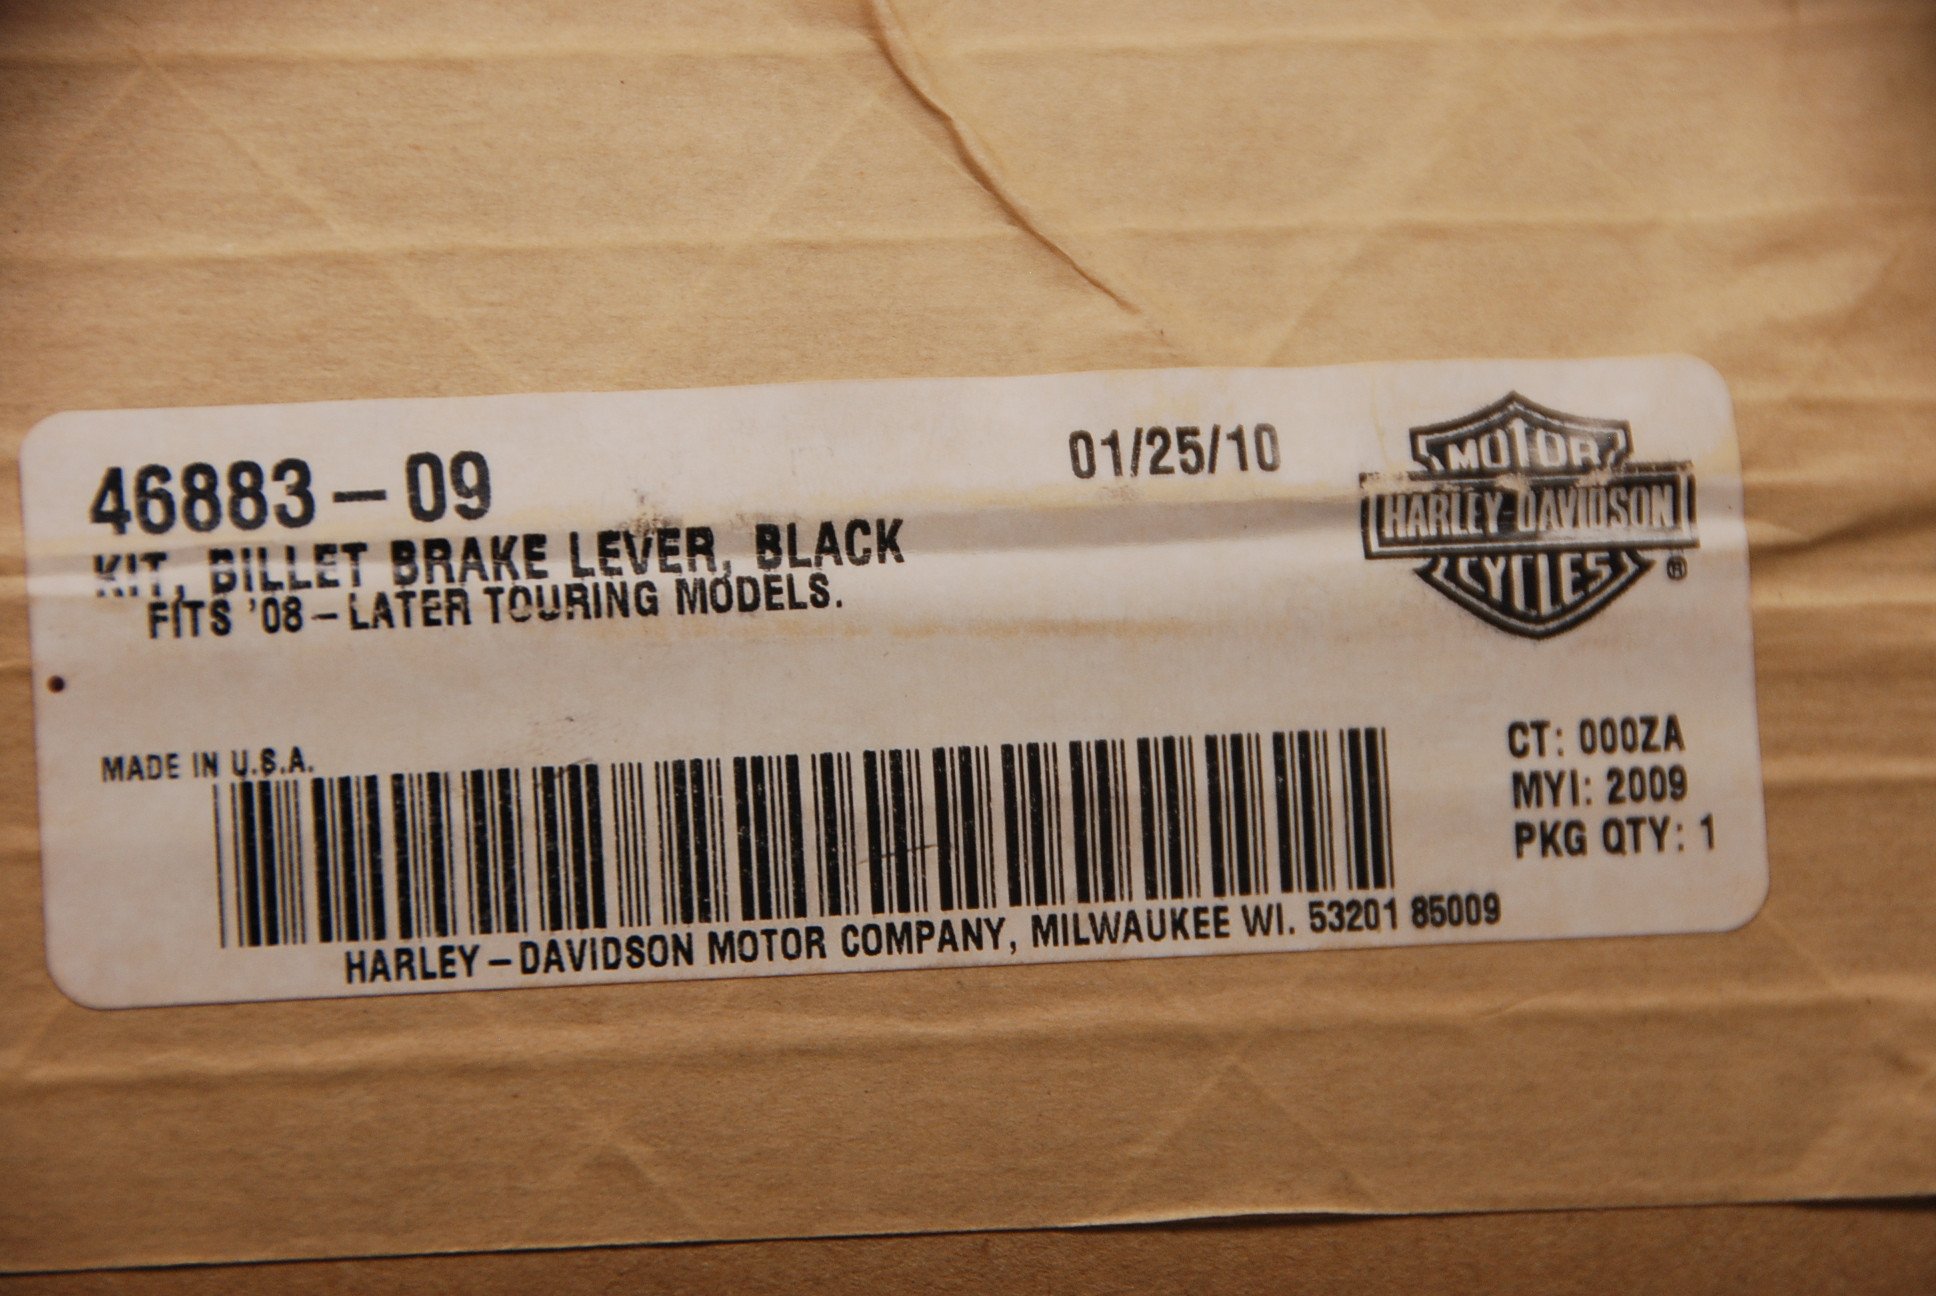 46883-09
01/25/10
KIT, BILLET BRAKE LEVER, BLACK
FITS '08-LATER TOURING MODELS.
MOTOR
HARLEY-DAVIDSON
CYCLES
®
MADE IN U.S.A.
CT: 000ZA
MYI: 2009
PKG QTY: 1
HARLEY-DAVIDSON MOTOR COMPANY, MILWAUKEE WI. 53201 85009